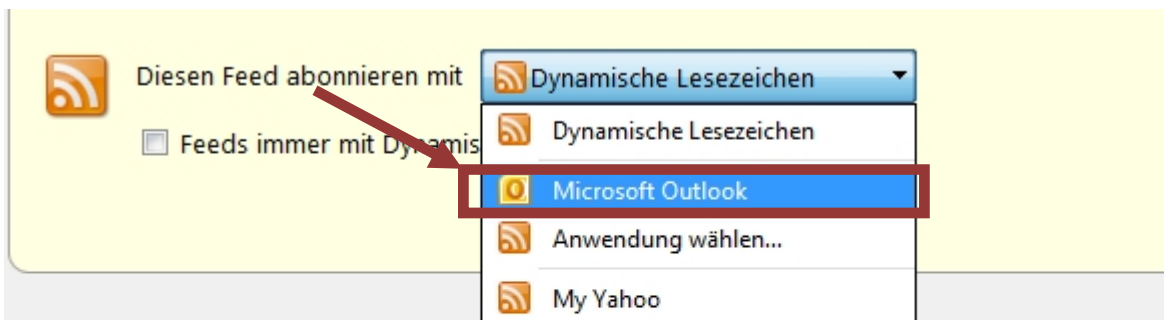 Diesen Feed abonnieren mit Dynamische Lesezeichen
Dynamische Lesezeichen
Feeds immer mit Dynamis
Microsoft Outlook
Anwendung wählen...
My Yahoo